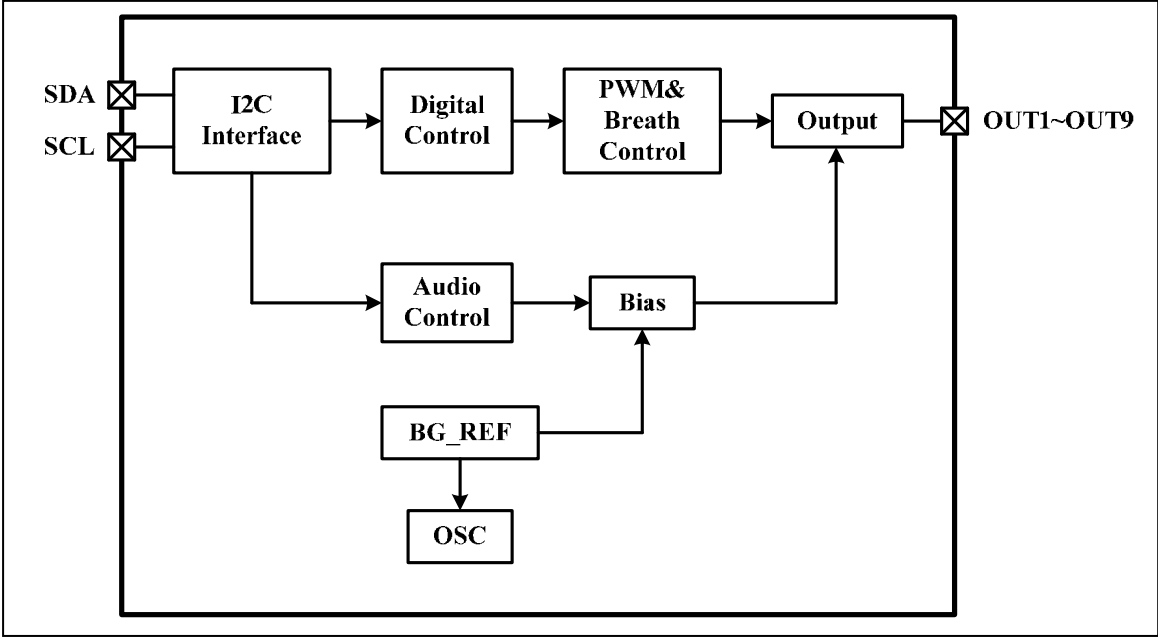 SDA
SCL
I2C
Interface
Digital
Control
PWM&
Breath
Control
Output
OUT1~OUT9
Audio
Control
Bias
BG_REF
OSC